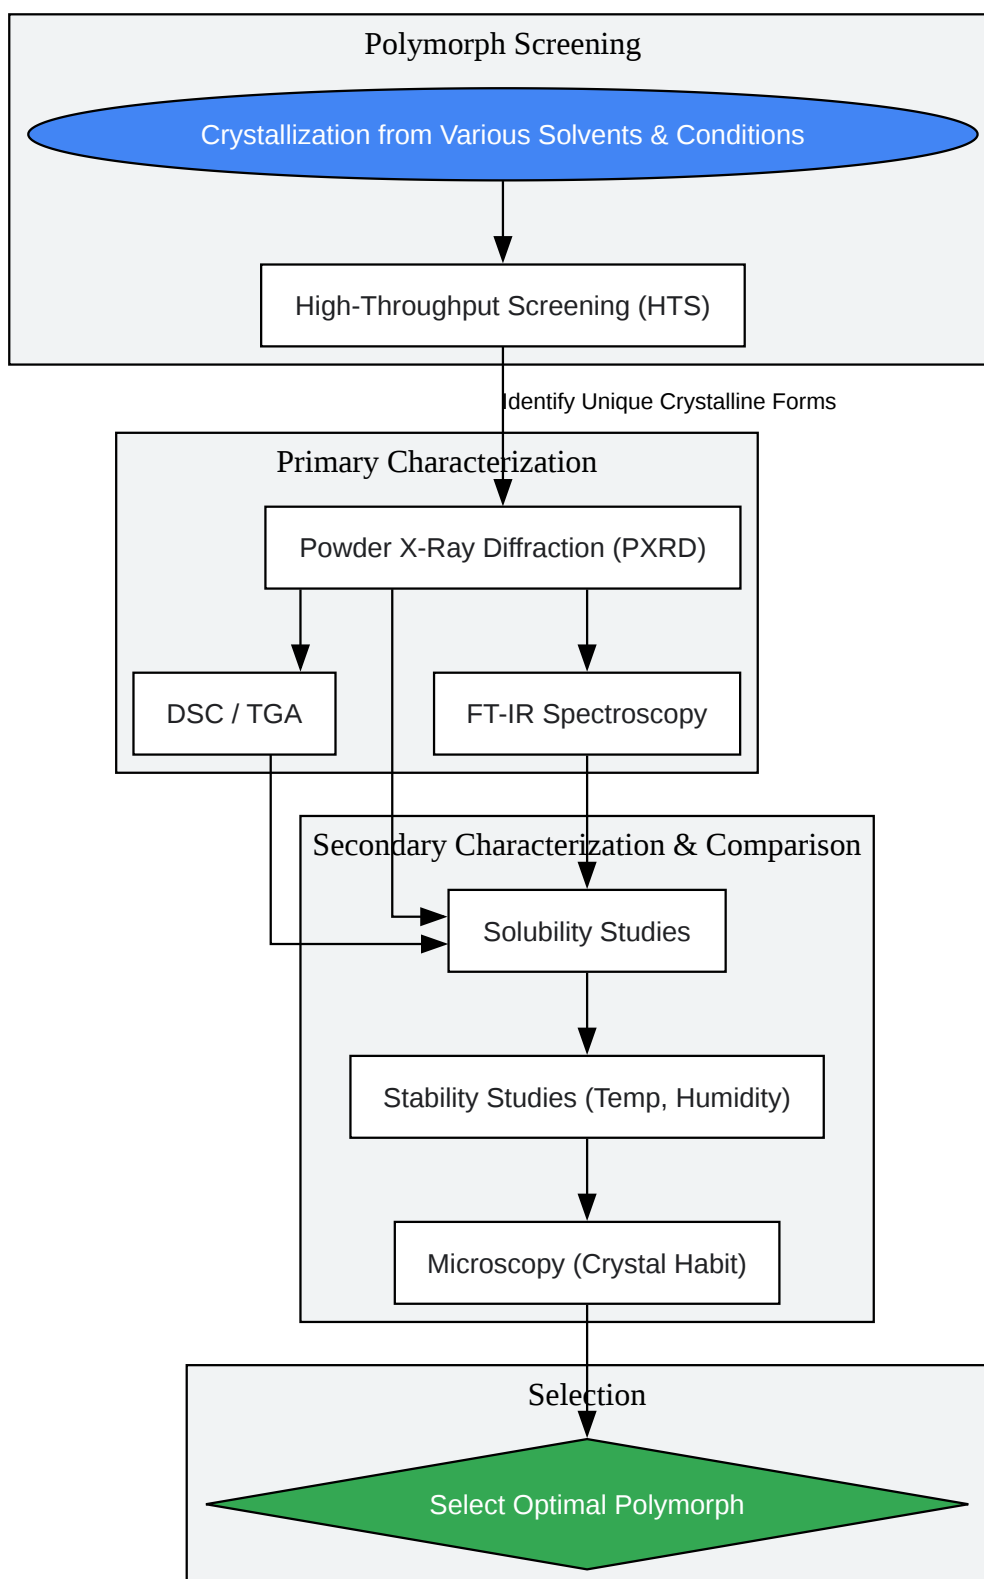 Polymorph Screening
Crystallization from Various Solvents & Conditions
High-Throughput Screening (HTS)
Identify Unique Crystalline Forms
Primary Characterization
Powder X-Ray Diffraction (PXRD)
DSC / TGA
FT-IR Spectroscopy
Secondary Characterization & Comparison
Solubility Studies
Stability Studies (Temp, Humidity)
Microscopy (Crystal Habit)
Selection
Select Optimal Polymorph